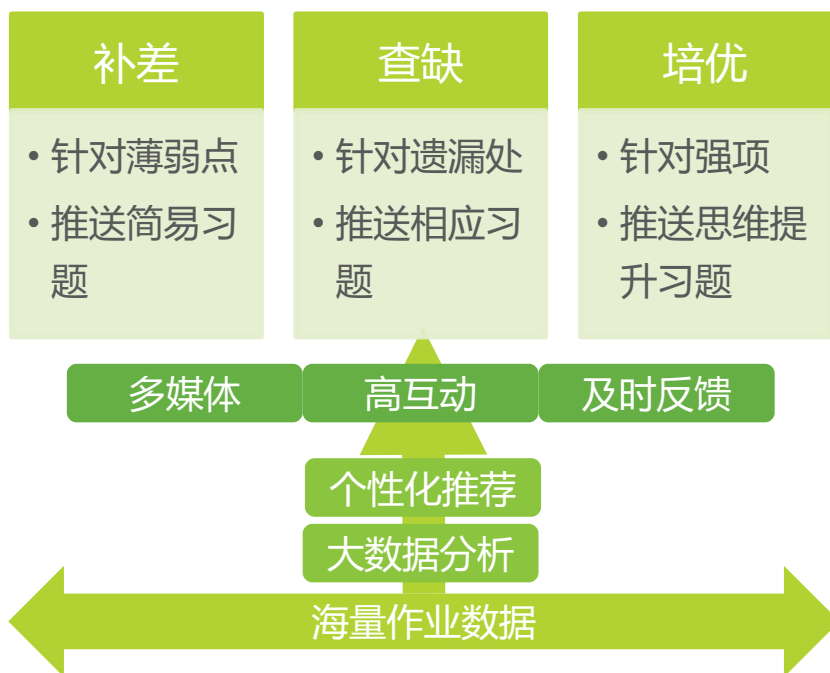 补差
• 针对薄弱点
• 推送简易习
题
查缺
• 针对遗漏处
• 推送相应习
题
培优
• 针对强项
• 推送思维提
升习题
多媒体
高互动
及时反馈
个性化推荐
大数据分析
海量作业数据